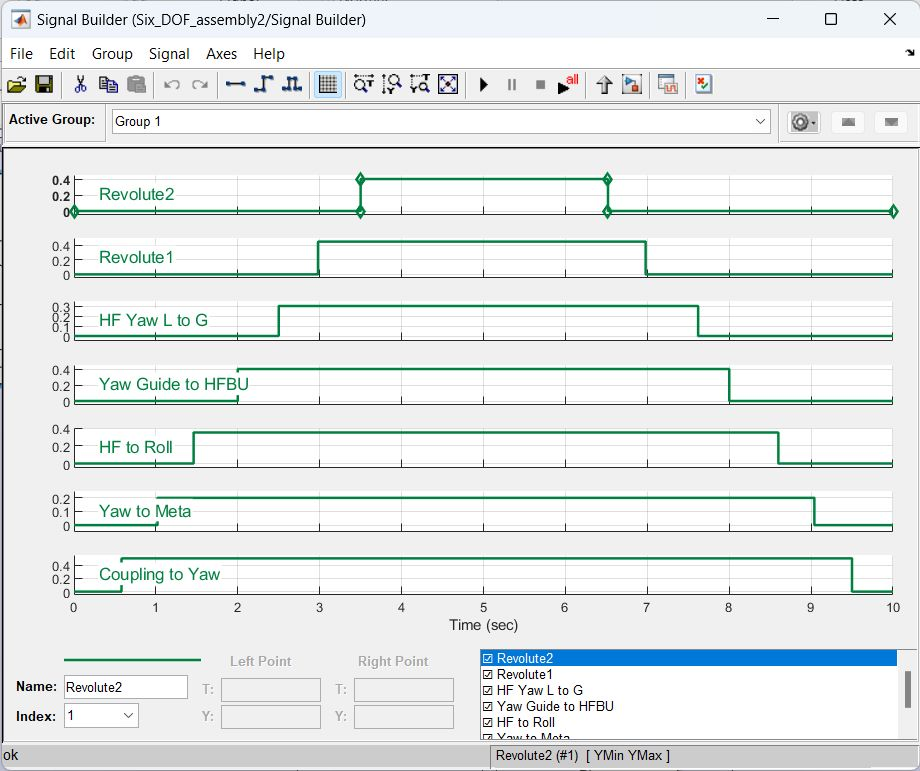 Signal Builder (Six_DOF_assembly2/Signal Builder)
File Edit Group Signal Axes Help
all
Active Group: Group 1
0.4
0.2
0
Revolute2
0.4
0.2
0
Revolute1
0.3
0.2
0.1
0
HF Yaw L to G
0.4
0.2
0
Yaw Guide to HFBU
0.4
0.2
0
HF to Roll
0.2
0.1
0
Yaw to Meta
0.4
0.2
0
Coupling to Yaw
0 1 2 3 4 5 6 7 8 9 10
Time (sec)
Left Point Right Point
Name: Revolute2 T: T:
Index: 1 Y: Y:
Revolute2
Revolute1
HF Yaw L to G
Yaw Guide to HFBU
HF to Roll
Yaw to Meta
ok
Revolute2 (#1) [ YMin YMax ]